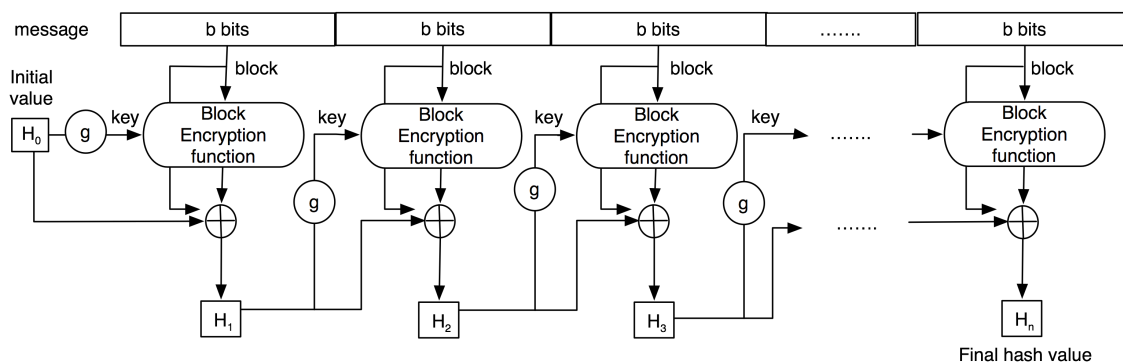 message
b bits
b bits
b bits
.......
b bits
block
block
block
block
Initial
value
H0
g
key
Block
Encryption
function
key
Block
Encryption
function
key
Block
Encryption
function
key
.......
Block
Encryption
function
g
g
g
.......
H1
H2
H3
Hn
Final hash value